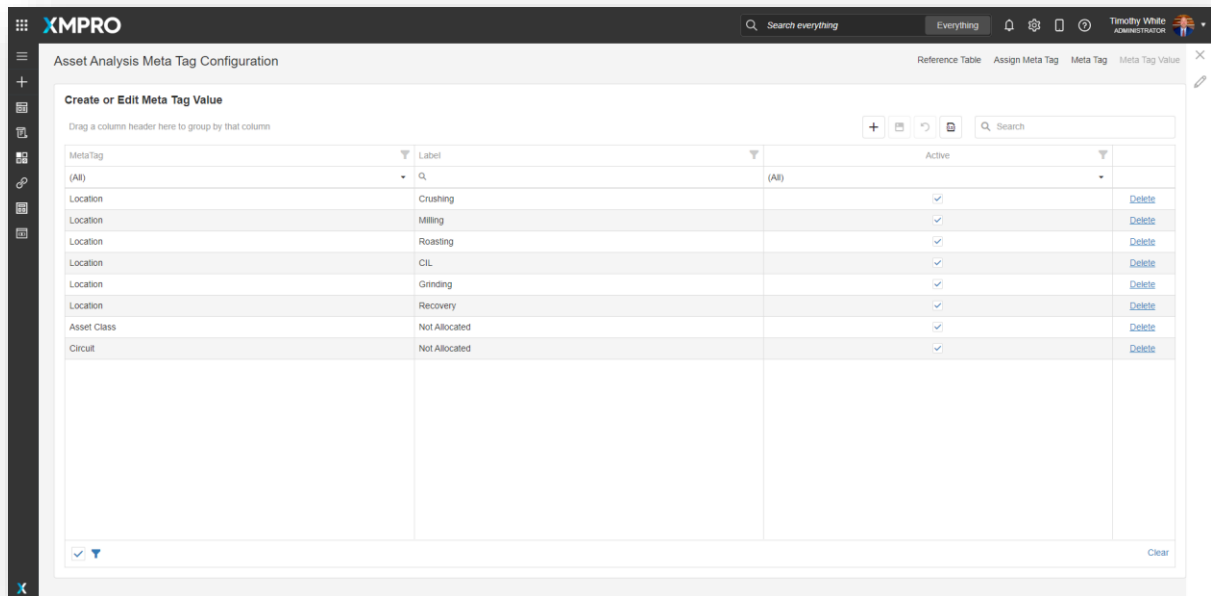 XMPRO
Search everything
Everything
Timothy White
ADMINISTRATOR
Asset Analysis Meta Tag Configuration
Reference Table Assign Meta Tag Meta Tag Meta Tag Value
Create or Edit Meta Tag Value
Drag a column header here to group by that column
Search
MetaTag Label Active
(All) (All)
Location Crushing Delete
Location Milling Delete
Location Roasting Delete
Location CIL Delete
Location Grinding Delete
Location Recovery Delete
Asset Class Not Allocated Delete
Circuit Not Allocated Delete
Clear
X